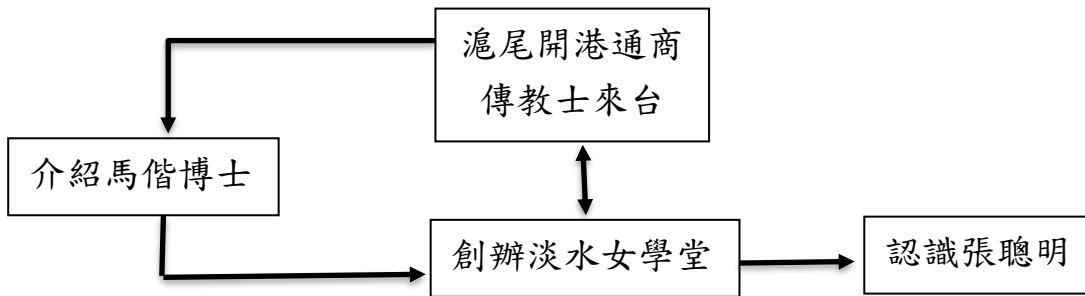 滬尾開港通商
傳教士來台
介紹馬偕博士
創辦淡水女學堂
認識張聰明